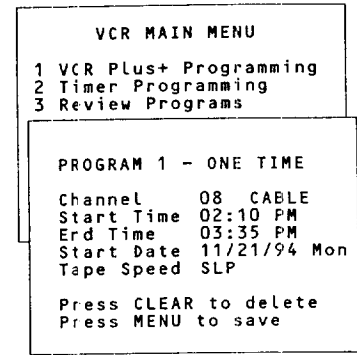 VCR MAIN MENU
1 VCR Plus+ Programming
2 Timer Programming
3 Review Programs
PROGRAM 1 - ONE TIME
Channel 08 CABLE
Start Time 02:10 PM
End Time 03:35 PM
Start Date 11/21/94 Mon
Tape Speed SLP
Press CLEAR to delete
Press MENU to save